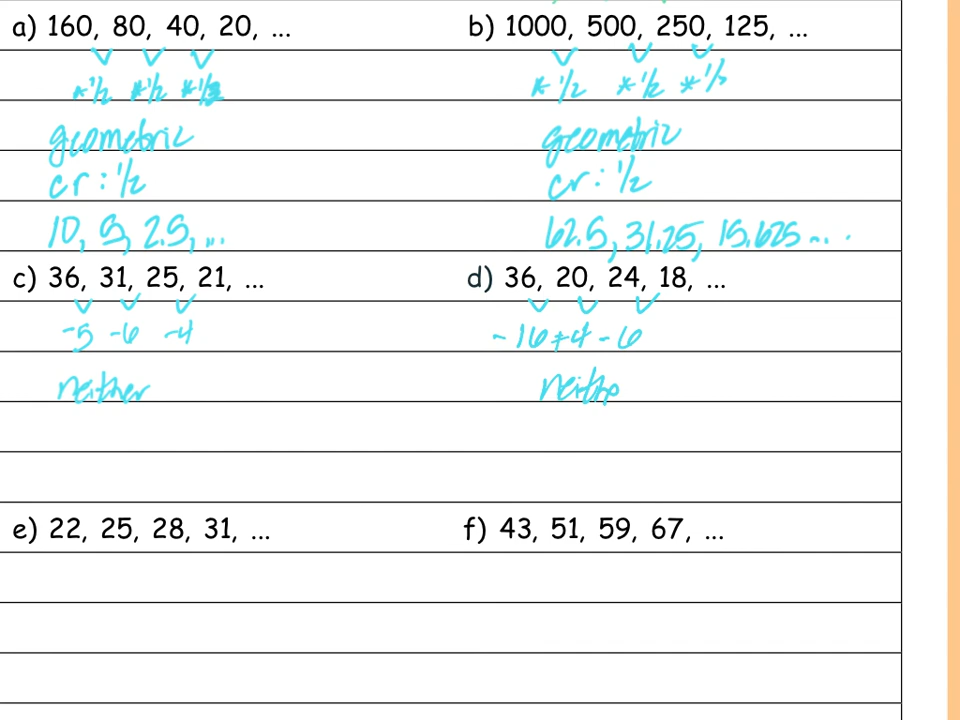 a) 160, 80, 40, 20, ...
b) 1000, 500, 250, 125, ...
*1/2 *1/2 *1/2
*1/2 *1/2 *1/2
geometric
geometric
cr: 1/2
cr: 1/2
10, 5, 2.5, ...
62.5, 31.25, 15.625 ...
c) 36, 31, 25, 21, ...
d) 36, 20, 24, 18, ...
-5 -6 -4
-16 +4 -6
neither
e) 22, 25, 28, 31, ...
f) 43, 51, 59, 67, ...